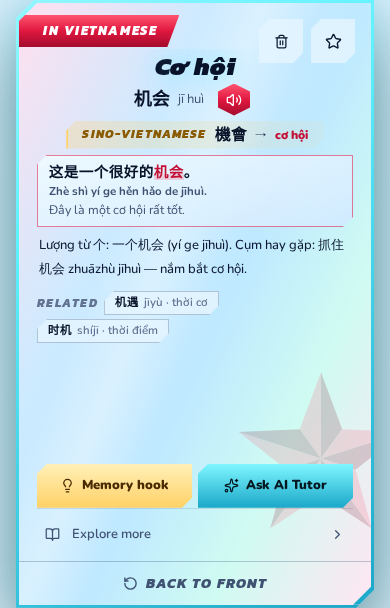 IN VIETNAMESE
Cơ hội
机会 jī huì
SINO-VIETNAMESE 機會 → cơ hội
这是一个很好的机会。
Zhè shì yí ge hěn hǎo de jīhuì.
Đây là một cơ hội rất tốt.
Lượng từ 个: 一个机会 (yí ge jīhuì). Cụm hay gặp: 抓住
机会 zhuāzhù jīhuì — nắm bắt cơ hội.
RELATED 机遇 jīyù · thời cơ
时机 shíjī · thời điểm
Memory hook
Ask AI Tutor
Explore more
BACK TO FRONT